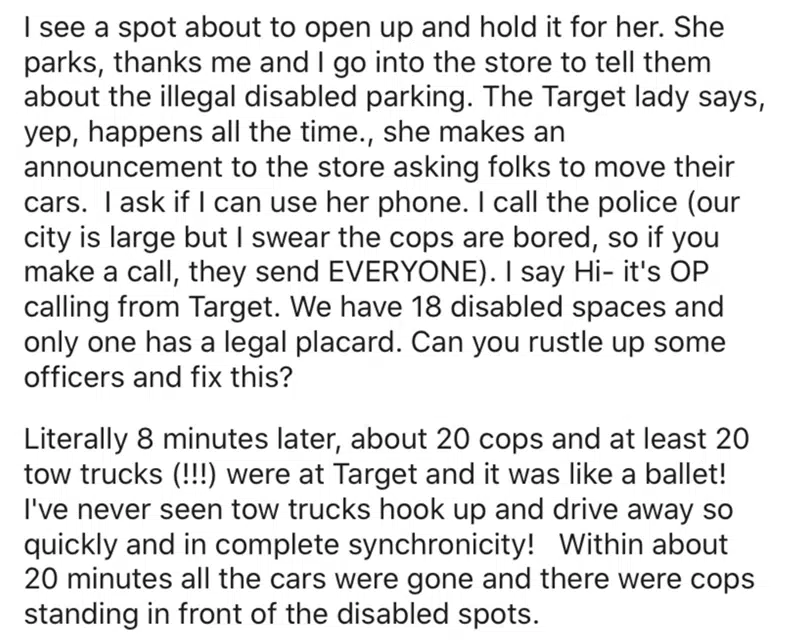 I see a spot about to open up and hold it for her. She
parks, thanks me and I go into the store to tell them
about the illegal disabled parking. The Target lady says,
yep, happens all the time., she makes an
announcement to the store asking folks to move their
cars.  I ask if I can use her phone. I call the police (our
city is large but I swear the cops are bored, so if you
make a call, they send EVERYONE). I say Hi- it's OP
calling from Target. We have 18 disabled spaces and
only one has a legal placard. Can you rustle up some
officers and fix this?
Literally 8 minutes later, about 20 cops and at least 20
tow trucks (!!!) were at Target and it was like a ballet!
I've never seen tow trucks hook up and drive away so
quickly and in complete synchronicity!   Within about
20 minutes all the cars were gone and there were cops
standing in front of the disabled spots.